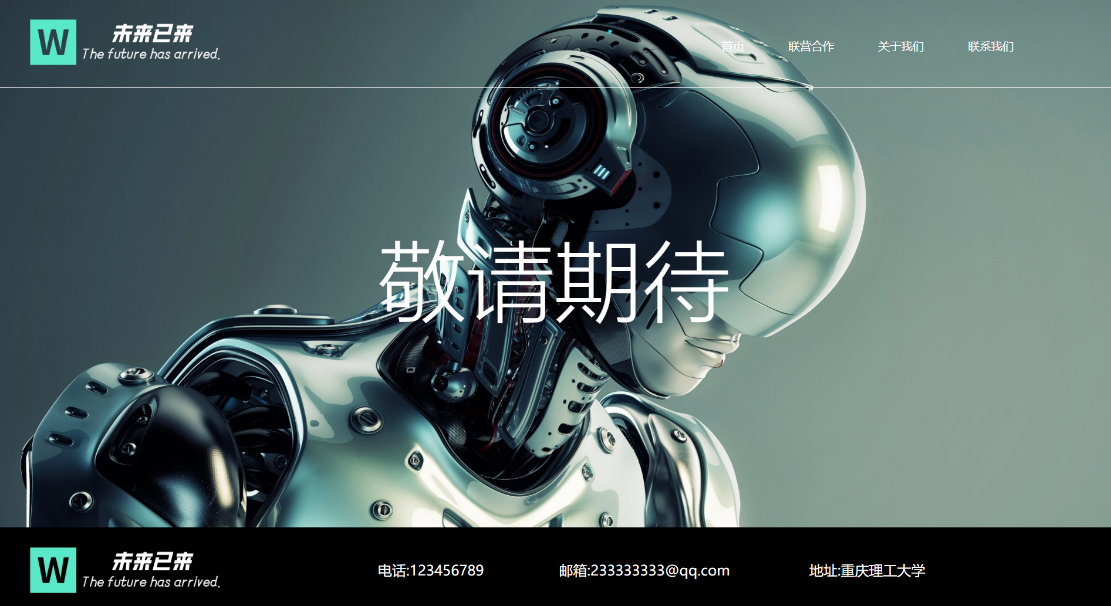 W
未来已来
The future has arrived.
首页 联营合作 关于我们 联系我们
敬请期待
W
未来已来
The future has arrived.
电话:123456789 邮箱:233333333@qq.com 地址:重庆理工大学